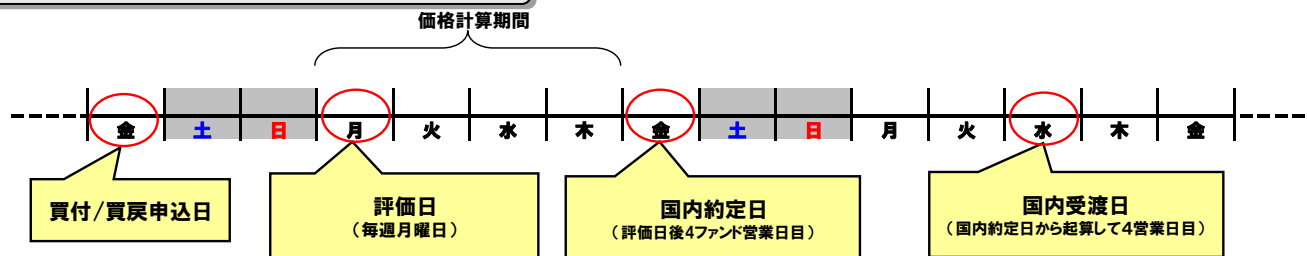 価格計算期間
金 土 日 月 火 水 木 金 土 日 月 火 水 木 金
買付/買戻申込日
評価日
(毎週月曜日)
国内約定日
(評価日後4ファンド営業日目)
国内受渡日
(国内約定日から起算して4営業日目)